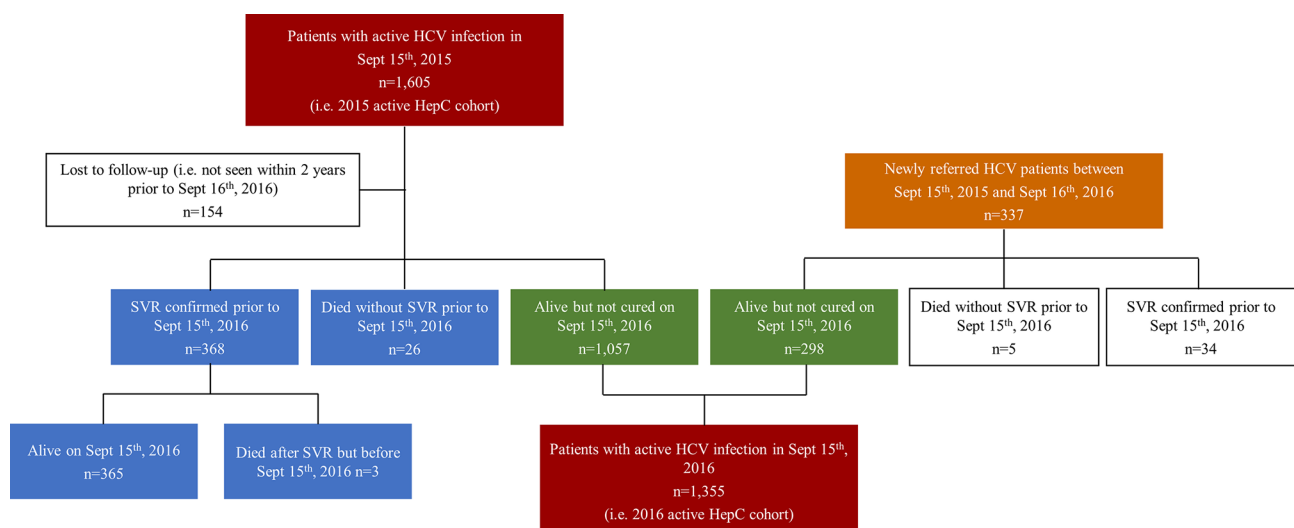 Patients with active HCV infection in
Sept 15th, 2015
n=1,605
(i.e. 2015 active HepC cohort)
Lost to follow-up (i.e. not seen within 2 years
prior to Sept 16th, 2016)
n=154
Newly referred HCV patients between
Sept 15th, 2015 and Sept 16th, 2016
n=337
SVR confirmed prior to
Sept 15th, 2016
n=368
Died without SVR prior to
Sept 15th, 2016
n=26
Alive but not cured on
Sept 15th, 2016
n=1,057
Alive but not cured on
Sept 15th, 2016
n=298
Died without SVR prior to
Sept 15th, 2016
n=5
SVR confirmed prior to
Sept 15th, 2016
n=34
Alive on Sept 15th, 2016
n=365
Died after SVR but before
Sept 15th, 2016 n=3
Patients with active HCV infection in Sept 15th,
2016
n=1,355
(i.e. 2016 active HepC cohort)